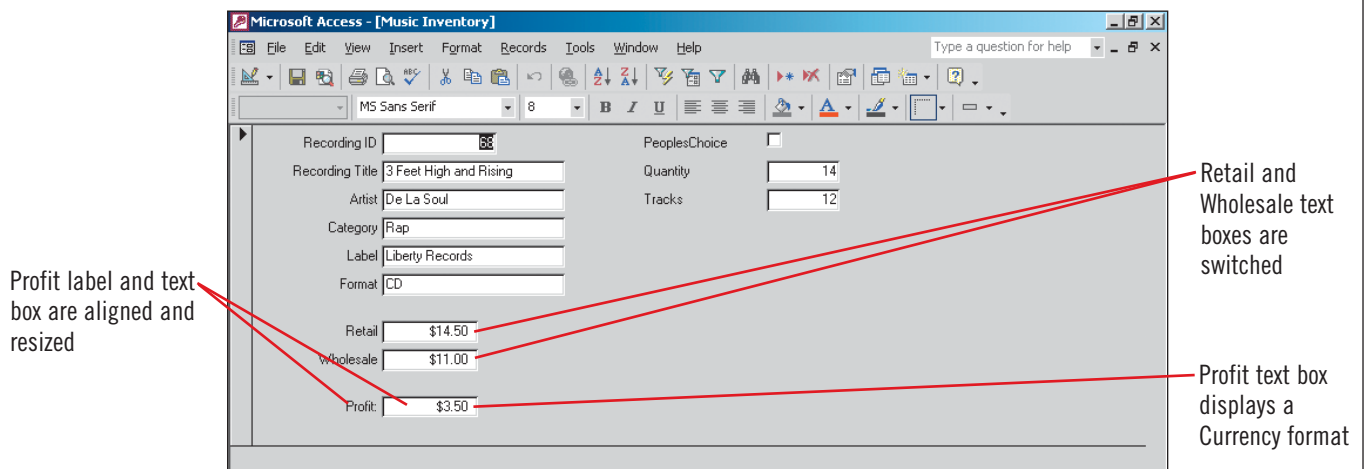 Microsoft Access - [Music Inventory]
File Edit View Insert Format Records Tools Window Help
Type a question for help
ABC
A Z Z A
MS Sans Serif 8 B I U A
Recording ID 68
PeoplesChoice
Recording Title 3 Feet High and Rising
Quantity 14
Artist De La Soul
Tracks 12
Category Rap
Label Liberty Records
Format CD
Retail $14.50
Wholesale $11.00
Profit: $3.50
Profit label and text
box are aligned and
resized
Retail and
Wholesale text
boxes are
switched
Profit text box
displays a
Currency format